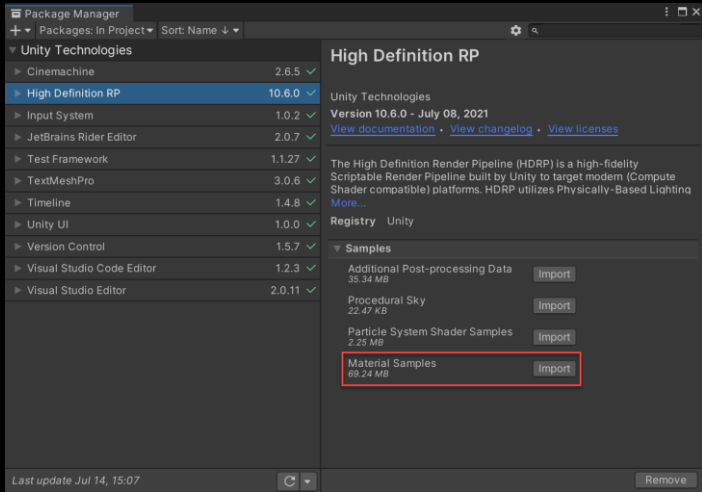 Package Manager
Packages: In Project Sort: Name ↓
Unity Technologies
Cinemachine 2.6.5
High Definition RP 10.6.0
Input System 1.0.2
JetBrains Rider Editor 2.0.7
Test Framework 1.1.27
TextMeshPro 3.0.6
Timeline 1.4.8
Unity UI 1.0.0
Version Control 1.5.7
Visual Studio Code Editor 1.2.3
Visual Studio Editor 2.0.11
Last update Jul 14, 15:07
High Definition RP
Unity Technologies
Version 10.6.0 - July 08, 2021
View documentation • View changelog • View licenses
The High Definition Render Pipeline (HDRP) is a high-fidelity
Scriptable Render Pipeline built by Unity to target modern (Compute
Shader compatible) platforms. HDRP utilizes Physically-Based Lighting
More...
Registry Unity
Samples
Additional Post-processing Data Import
35.34 MB
Procedural Sky Import
22.47 KB
Particle System Shader Samples Import
2.25 MB
Material Samples Import
69.24 MB
Remove